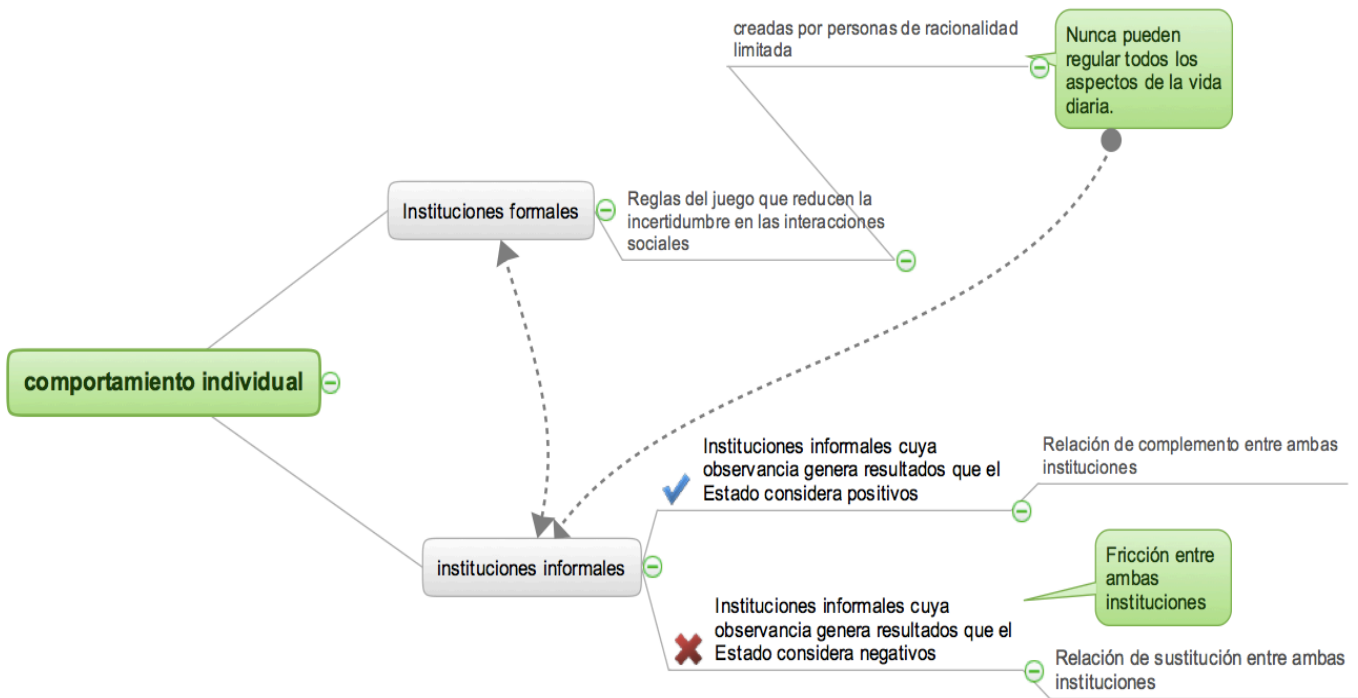 creadas por personas de racionalidad
limitada
Nunca pueden
regular todos los
aspectos de la vida
diaria.
Instituciones formales
Reglas del juego que reducen la
incertidumbre en las interacciones
sociales
comportamiento individual
instituciones informales
Instituciones informales cuya
observancia genera resultados que el
Estado considera positivos
Relación de complemento entre ambas
instituciones
Fricción entre
ambas
instituciones
Instituciones informales cuya
observancia genera resultados que el
Estado considera negativos
Relación de sustitución entre ambas
instituciones